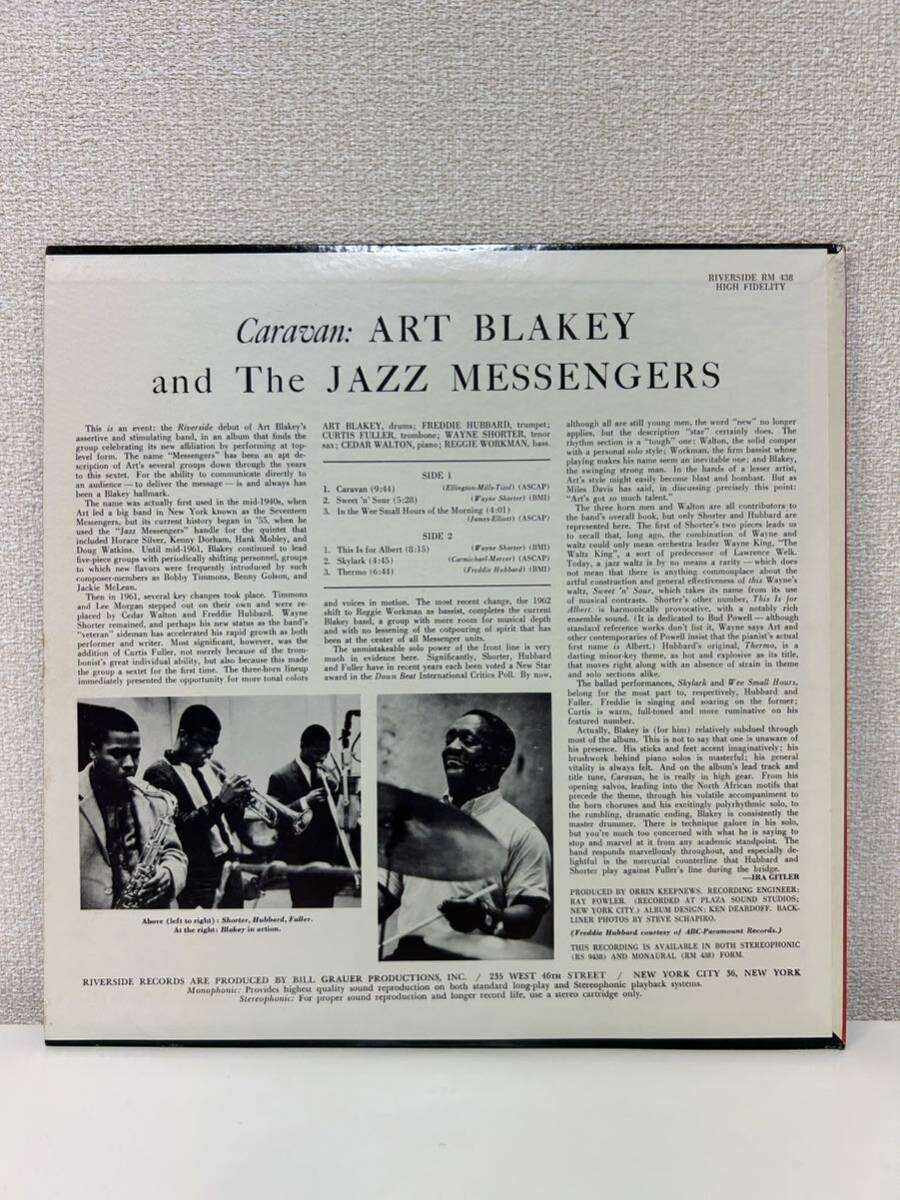 RIVERSIDE RM 438
HIGH FIDELITY
Caravan: ART BLAKEY
and The JAZZ MESSENGERS
This is an event: the Riverside debut of Art Blakey's
assertive and stimulating band, in an album that finds the
group celebrating its new affiliation by performing at top-
level form. The name "Messengers" has been an apt de-
scription of Art's several groups down through the years
to this sextet. For the ability to communicate directly to
an audience — to deliver the message — is and always has
been a Blakey hallmark.
The name was actually first used in the mid-1940s, when
Art led a big band in New York known as the Seventeen
Messengers, but its current history began in '55, when he
used the "Jazz Messengers" handle for the quintet that
included Horace Silver, Kenny Dorham, Hank Mobley, and
Doug Watkins. Until mid-1961, Blakey continued to lead
five-piece groups with periodically shifting personnel, groups
to which new flavors were frequently introduced by such
composer-members as Bobby Timmons, Benny Golson, and
Jackie McLean.
Then in 1961, several key changes took place. Timmons
and Lee Morgan stepped out on their own and were re-
placed by Cedar Walton and Freddie Hubbard. Wayne
Shorter remained, and perhaps his new status as the band's
"veteran" sideman has accelerated his rapid growth as both
performer and writer. Most significant, however, was the
addition of Curtis Fuller, not merely because of the trom-
bonist's great individual ability, but also because this made
the group a sextet for the first time. The three-horn lineup
immediately presented the opportunity for more tonal colors
ART BLAKEY, drums; FREDDIE HUBBARD, trumpet;
CURTIS FULLER, trombone; WAYNE SHORTER, tenor
sax; CEDAR WALTON, piano; REGGIE WORKMAN, bass.
SIDE 1
1. Caravan (9:44) (Ellington-Mills-Tizol) (ASCAP)
2. Sweet 'n' Sour (5:28) (Wayne Shorter) (BMI)
3. In the Wee Small Hours of the Morning (4:01)
(James-Elliott) (ASCAP)
SIDE 2
1. This Is for Albert (8:15) (Wayne Shorter) (BMI)
2. Skylark (4:45) (Carmichael-Mercer) (ASCAP)
3. Thermo (6:44) (Freddie Hubbard) (BMI)
and voices in motion. The most recent change, the 1962
shift to Reggie Workman as bassist, completes the current
Blakey band, a group with more room for musical depth
and with no lessening of the outpouring of spirit that has
been at the center of all Messenger units.
The unmistakeable solo power of the front line is very
much in evidence here. Significantly, Shorter, Hubbard
and Fuller have in recent years each been voted a New Star
award in the Down Beat International Critics Poll. By now,
although all are still young men, the word "new" no longer
applies, but the description "star" certainly does. The
rhythm section is a "tough" one: Walton, the solid comper
with a personal solo style; Workman, the firm bassist whose
playing makes his name seem an inevitable one; and Blakey,
the swinging strong man. In the hands of a lesser artist,
Art's style might easily become blast and bombast. But as
Miles Davis has said, in discussing precisely this point:
"Art's got so much talent."
The three horn men and Walton are all contributors to
the band's overall book, but only Shorter and Hubbard are
represented here. The first of Shorter's two pieces leads us
to recall that, long ago, the combination of Wayne and
waltz could only mean orchestra leader Wayne King, "The
Waltz King", a sort of predecessor of Lawrence Welk.
Today, a jazz waltz is by no means a rarity — which does
not mean that there is anything commonplace about the
artful construction and general effectiveness of this Wayne's
waltz, Sweet 'n' Sour, which takes its name from its use
of musical contrasts. Shorter's other number, This Is for
Albert, is harmonically provocative, with a notably rich
ensemble sound. (It is dedicated to Bud Powell — although
standard reference works don't list it, Wayne says Art and
other contemporaries of Powell insist that the pianist's actual
first name is Albert.) Hubbard's original, Thermo, is a
darting minor-key theme, as hot and explosive as its title,
that moves right along with an absence of strain in theme
and solo sections alike.
The ballad performances, Skylark and Wee Small Hours,
belong for the most part to, respectively, Hubbard and
Fuller. Freddie is singing and soaring on the former;
Curtis is warm, full-toned and more ruminative on his
featured number.
Actually, Blakey is (for him) relatively subdued through
most of the album. This is not to say that one is unaware of
his presence. His sticks and feet accent imaginatively; his
brushwork behind piano solos is masterful; his general
vitality is always felt. And on the album's lead track and
title tune, Caravan, he is really in high gear. From his
opening salvos, leading into the North African motifs that
precede the theme, through his volatile accompaniment to
the horn choruses and his excitingly polyrhythmic solo, to
the rumbling, dramatic ending, Blakey is consistently the
master drummer. There is technique galore in his solo,
but you're much too concerned with what he is saying to
stop and marvel at it from any academic standpoint. The
band responds marvellously throughout, and especially de-
lightful is the mercurial counterline that Hubbard and
Shorter play against Fuller's line during the bridge.
—IRA GITLER
PRODUCED BY ORRIN KEEPNEWS. RECORDING ENGINEER:
RAY FOWLER. (RECORDED AT PLAZA SOUND STUDIOS;
NEW YORK CITY.) ALBUM DESIGN: KEN DEARDOFF. BACK-
LINER PHOTOS BY STEVE SCHAPIRO.
(Freddie Hubbard courtesy of ABC-Paramount Records.)
THIS RECORDING IS AVAILABLE IN BOTH STEREOPHONIC
(RS 9438) AND MONAURAL (RM 438) FORM.
Above (left to right): Shorter, Hubbard, Fuller.
At the right: Blakey in action.
RIVERSIDE RECORDS ARE PRODUCED BY BILL GRAUER PRODUCTIONS, INC. / 235 WEST 46TH STREET / NEW YORK CITY 36, NEW YORK
Monophonic: Provides highest quality sound reproduction on both standard long-play and Stereophonic playback systems.
Stereophonic: For proper sound reproduction and longer record life, use a stereo cartridge only.